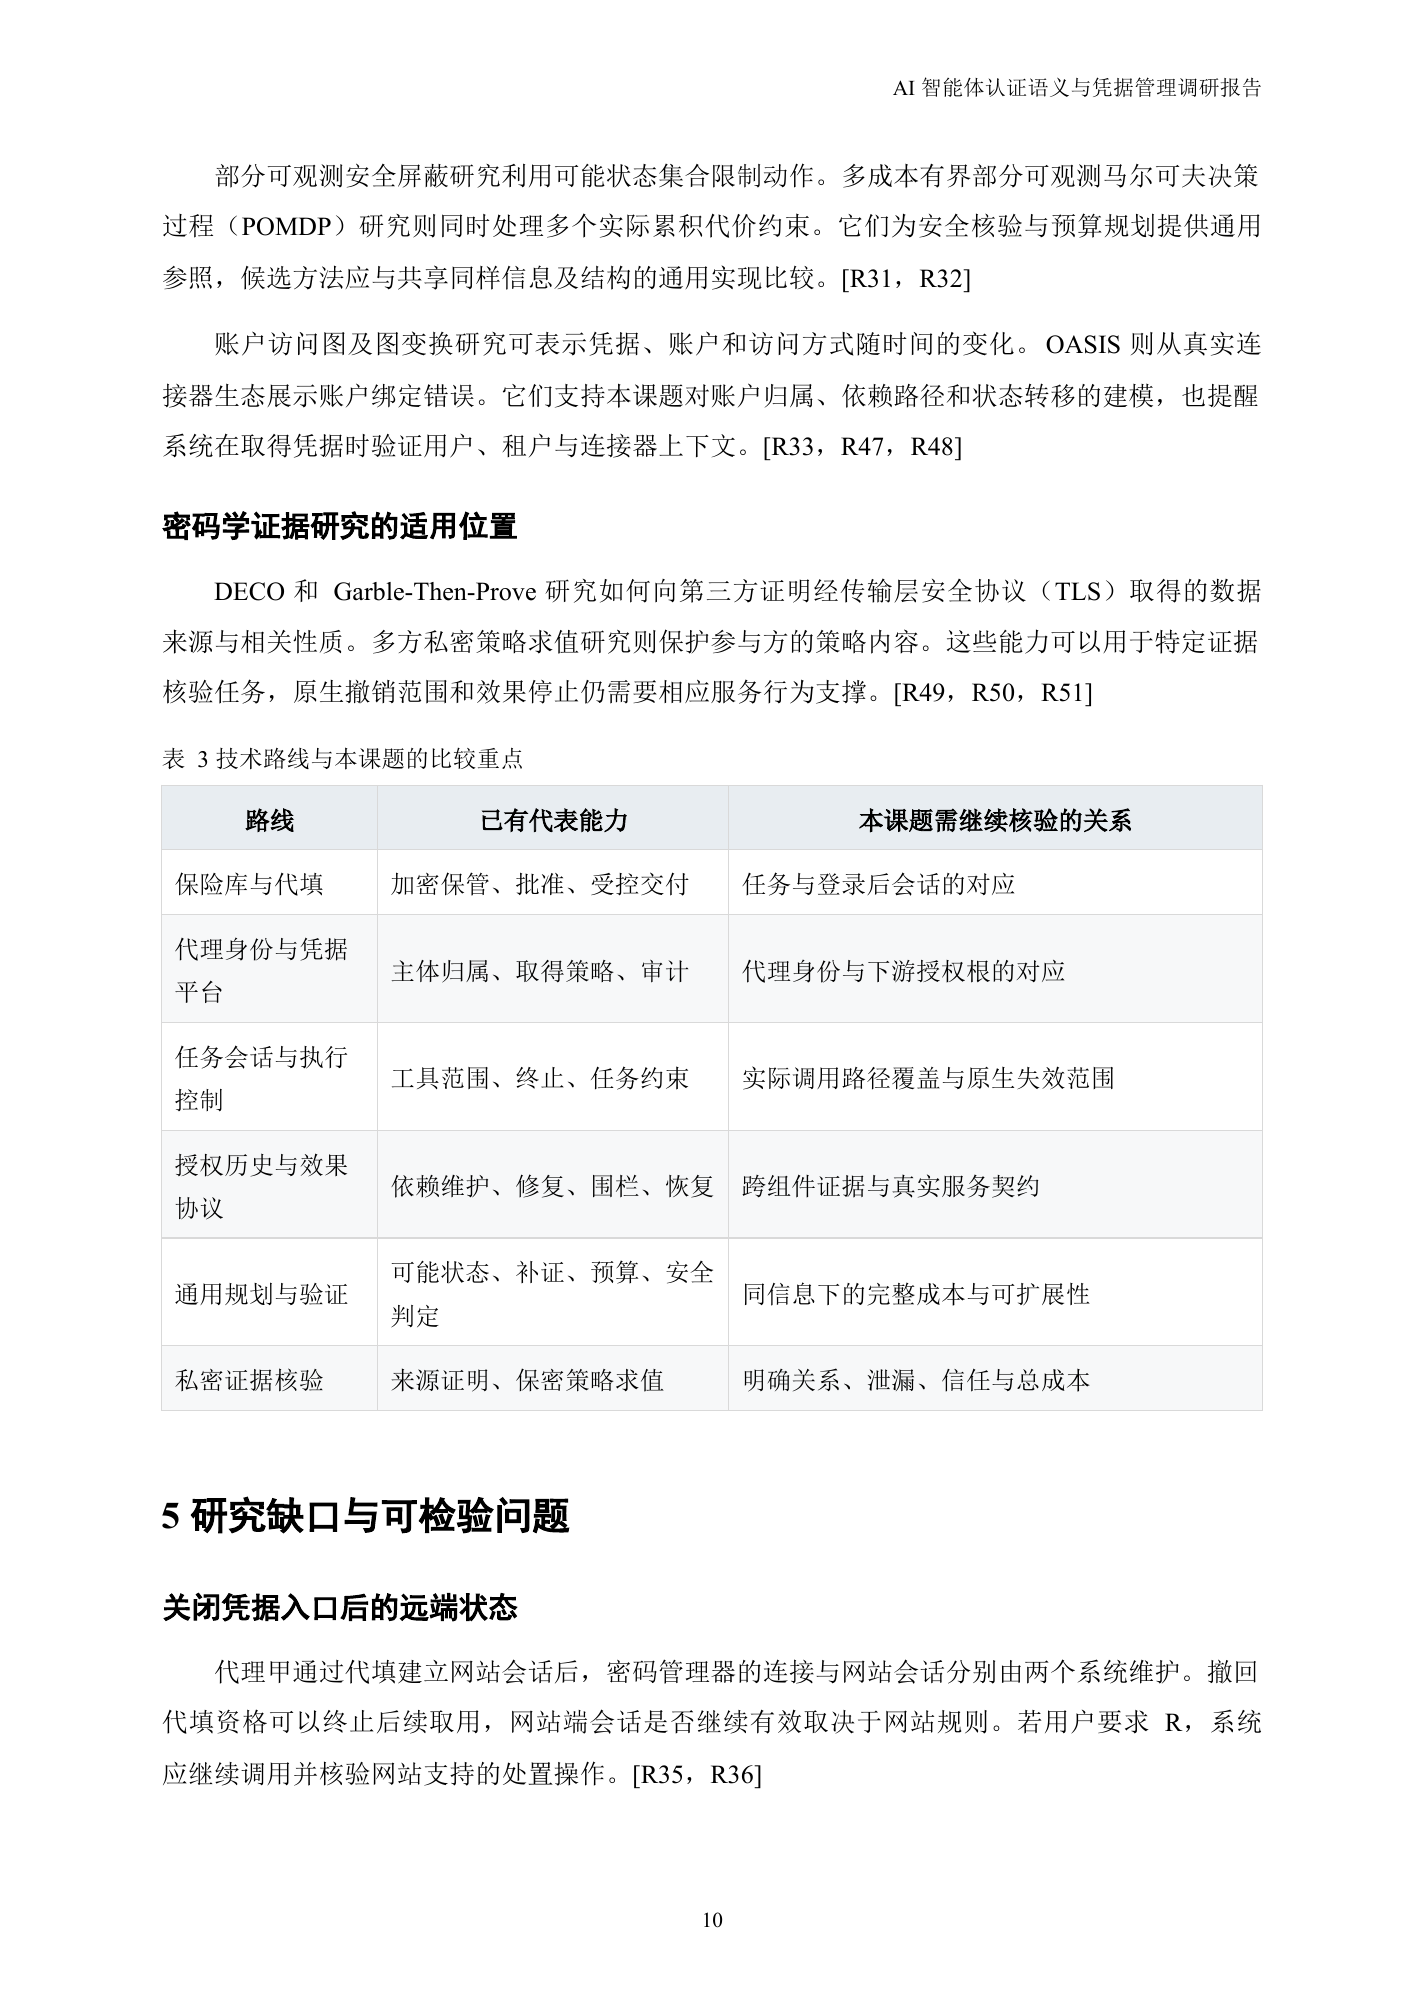 AI 智能体认证语义与凭据管理调研报告
部分可观测安全屏蔽研究利用可能状态集合限制动作。多成本有界部分可观测马尔可夫决策
过程（POMDP）研究则同时处理多个实际累积代价约束。它们为安全核验与预算规划提供通用
参照，候选方法应与共享同样信息及结构的通用实现比较。[R31，R32]
账户访问图及图变换研究可表示凭据、账户和访问方式随时间的变化。OASIS 则从真实连
接器生态展示账户绑定错误。它们支持本课题对账户归属、依赖路径和状态转移的建模，也提醒
系统在取得凭据时验证用户、租户与连接器上下文。[R33，R47，R48]
密码学证据研究的适用位置
DECO 和 Garble-Then-Prove 研究如何向第三方证明经传输层安全协议（TLS）取得的数据
来源与相关性质。多方私密策略求值研究则保护参与方的策略内容。这些能力可以用于特定证据
核验任务，原生撤销范围和效果停止仍需要相应服务行为支撑。[R49，R50，R51]
表 3 技术路线与本课题的比较重点
路线 已有代表能力 本课题需继续核验的关系
保险库与代填 加密保管、批准、受控交付 任务与登录后会话的对应
代理身份与凭据
平台 主体归属、取得策略、审计 代理身份与下游授权根的对应
任务会话与执行
控制 工具范围、终止、任务约束 实际调用路径覆盖与原生失效范围
授权历史与效果
协议 依赖维护、修复、围栏、恢复 跨组件证据与真实服务契约
通用规划与验证 可能状态、补证、预算、安全
判定 同信息下的完整成本与可扩展性
私密证据核验 来源证明、保密策略求值 明确关系、泄漏、信任与总成本
5 研究缺口与可检验问题
关闭凭据入口后的远端状态
代理甲通过代填建立网站会话后，密码管理器的连接与网站会话分别由两个系统维护。撤回
代填资格可以终止后续取用，网站端会话是否继续有效取决于网站规则。若用户要求 R，系统
应继续调用并核验网站支持的处置操作。[R35，R36]
10